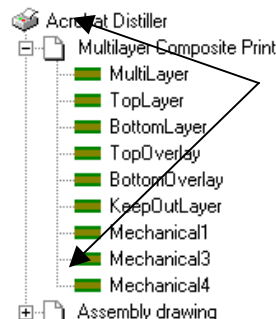 Acrobat Distiller
Multilayer Composite Print
MultiLayer
TopLayer
BottomLayer
TopOverlay
BottomOverlay
KeepOutLayer
Mechanical1
Mechanical3
Mechanical4
Assembly drawing